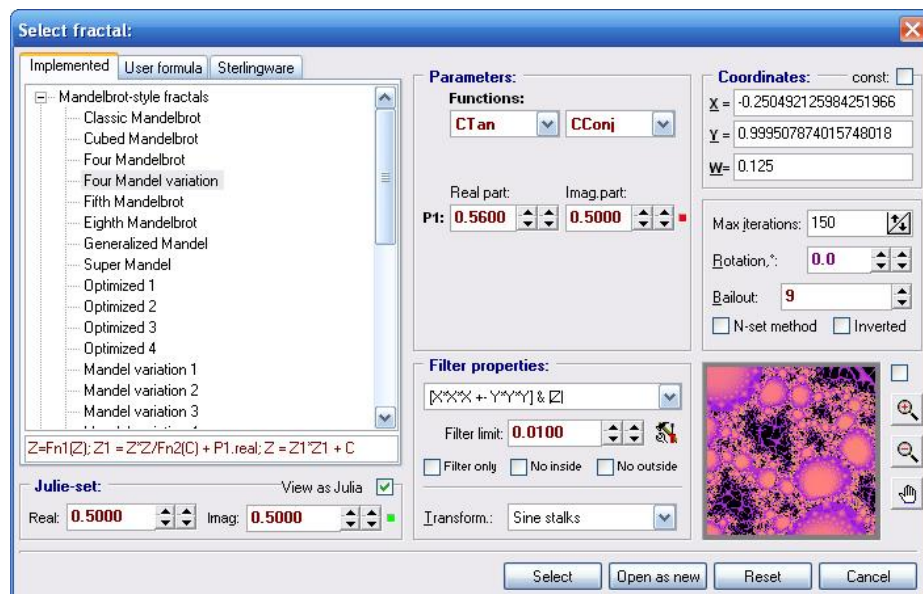 Select fractal:
Implemented User formula Sterlingware
Mandelbrot-style fractals
Classic Mandelbrot
Cubed Mandelbrot
Four Mandelbrot
Four Mandel variation
Fifth Mandelbrot
Eighth Mandelbrot
Generalized Mandel
Super Mandel
Optimized 1
Optimized 2
Optimized 3
Optimized 4
Mandel variation 1
Mandel variation 2
Mandel variation 3
Z=Fn1(Z); Z1 = Z*Z/Fn2(C) + P1.real; Z = Z1*Z1 + C
Julie-set: View as Julia
Real: 0.5000 Imag: 0.5000
Parameters:
Functions:
CTan CConj
Real part: Imag.part:
P1: 0.5600 0.5000
Filter properties:
[X*X*X +- Y*Y*Y] & |Z|
Filter limit: 0.0100
Filter only No inside No outside
Transform.: Sine stalks
Coordinates: const:
X = -0.250492125984251966
Y = 0.999507874015748018
W= 0.125
Max iterations: 150
Rotation,°: 0.0
Bailout: 9
N-set method Inverted
Select Open as new Reset Cancel